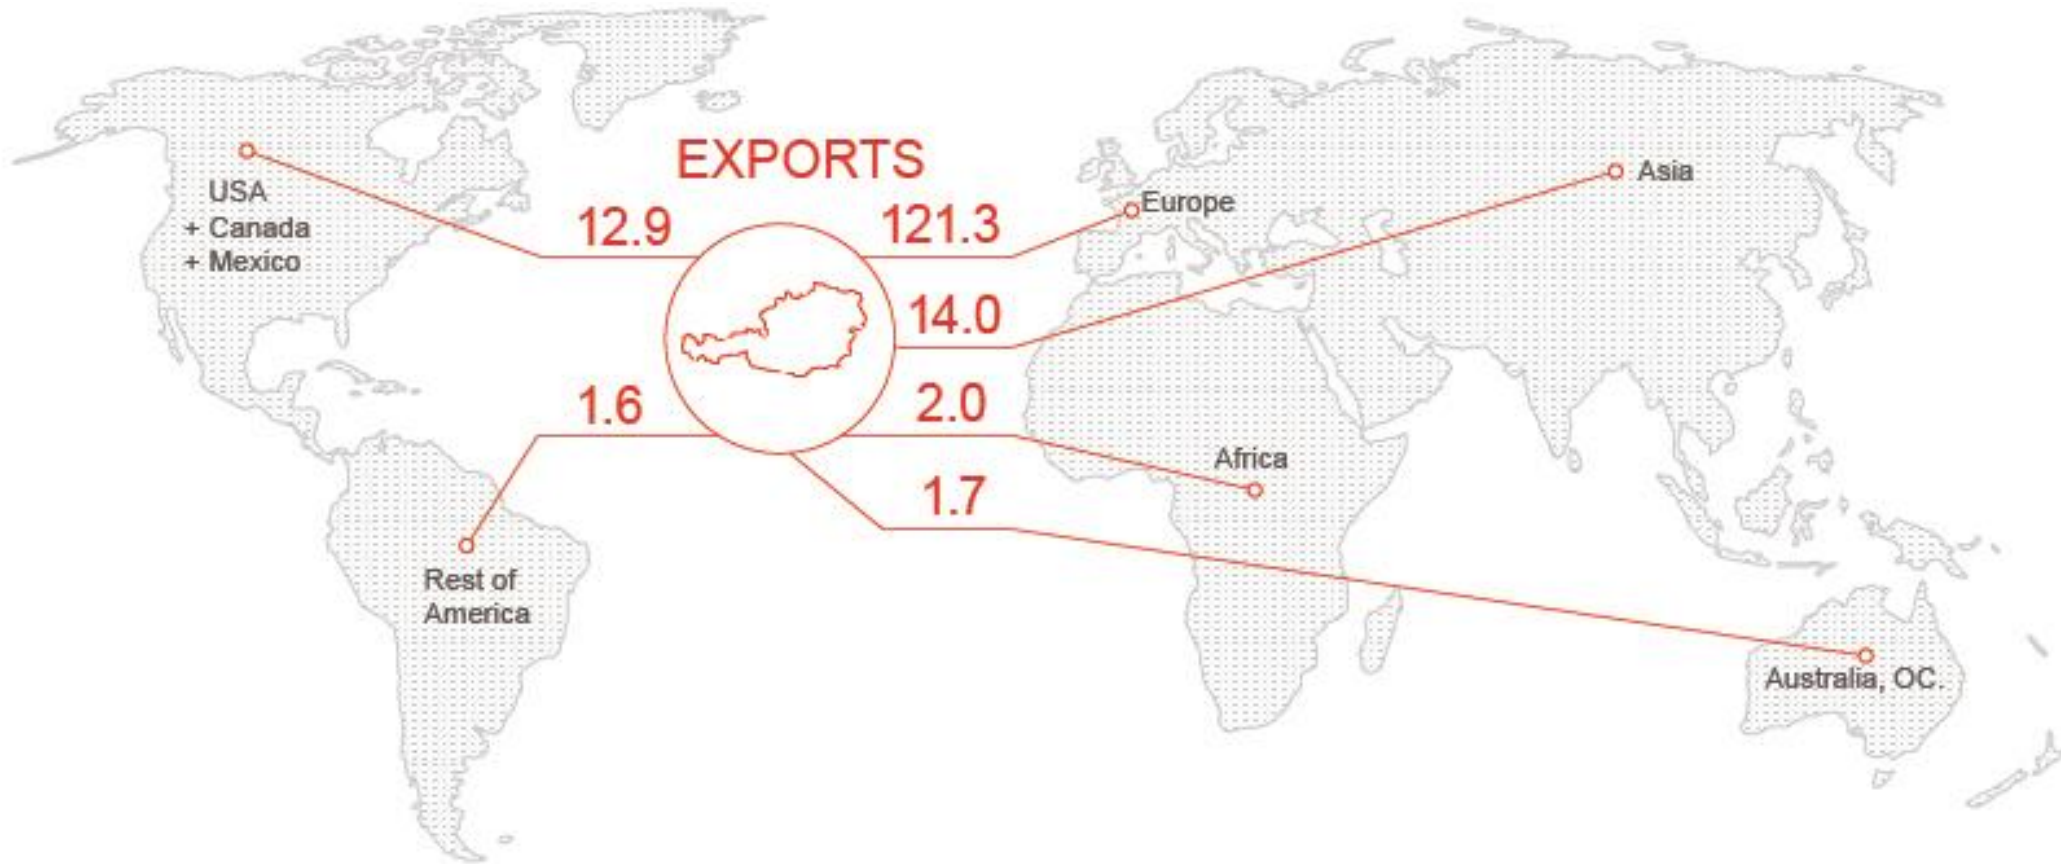 EXPORTS
USA
+ Canada
+ Mexico
12.9
121.3
Europe
Asia
14.0
1.6
2.0
Africa
1.7
Rest of
America
Australia, OC.